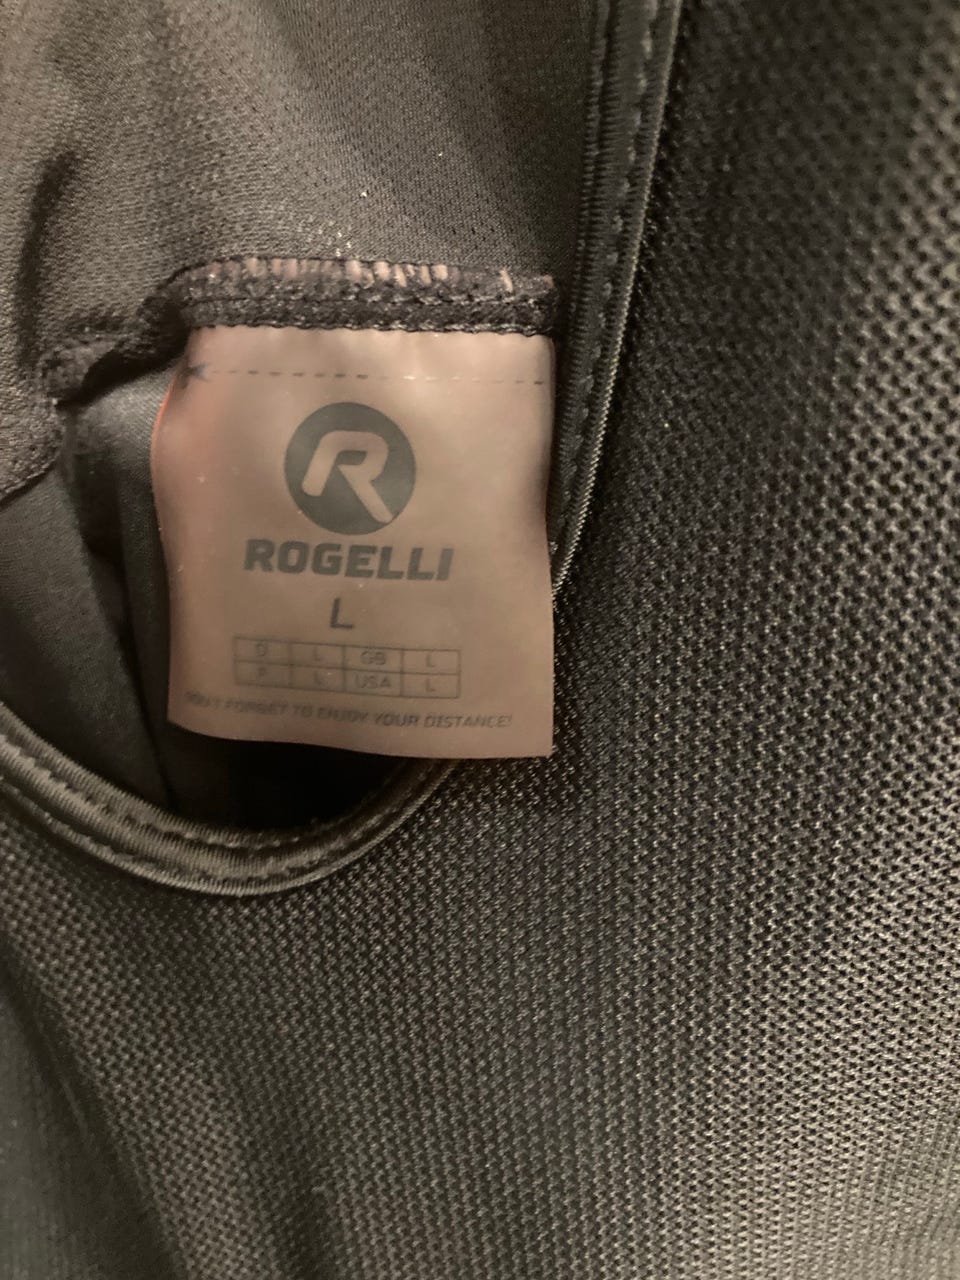 R
ROGELLI
L
D L GB L
F L USA L
DON'T FORGET TO ENJOY YOUR DISTANCE!